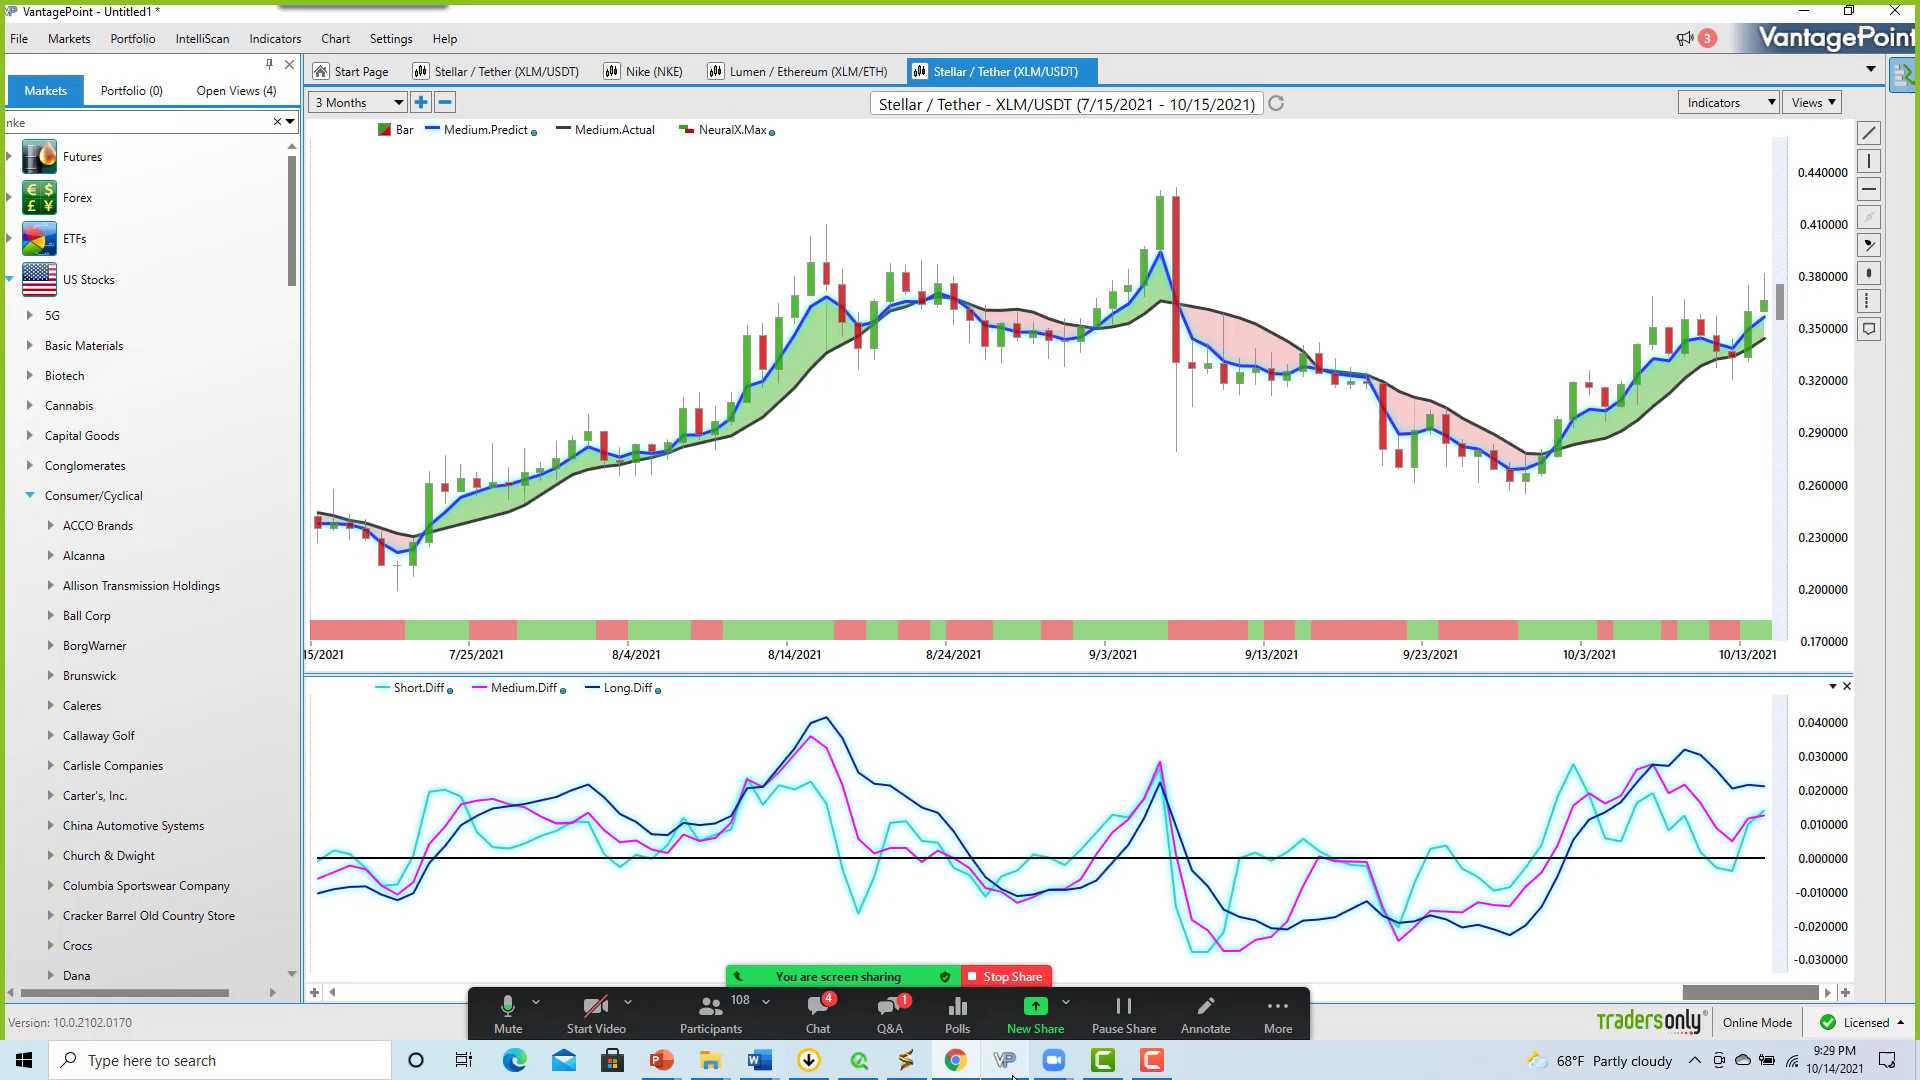 VantagePoint - Untitled1 *
File Markets Portfolio IntelliScan Indicators Chart Settings Help
3 VantagePoint
Markets Portfolio (0) Open Views (4)
Start Page Stellar / Tether (XLM/USDT) Nike (NKE) Lumen / Ethereum (XLM/ETH) Stellar / Tether (XLM/USDT)
3 Months Stellar / Tether - XLM/USDT (7/15/2021 - 10/15/2021) Indicators Views
nke
Bar Medium.Predict Medium.Actual NeuralX.Max
Futures
Forex
ETFs
US Stocks
5G
Basic Materials
Biotech
Cannabis
Capital Goods
Conglomerates
Consumer/Cyclical
ACCO Brands
Alcanna
Allison Transmission Holdings
Ball Corp
BorgWarner
Brunswick
Caleres
Callaway Golf
Carlisle Companies
Carter's, Inc.
China Automotive Systems
Church & Dwight
Columbia Sportswear Company
Cracker Barrel Old Country Store
Crocs
Dana
0.440000
0.410000
0.380000
0.350000
0.320000
0.290000
0.260000
0.230000
0.200000
0.170000
15/2021 7/25/2021 8/4/2021 8/14/2021 8/24/2021 9/3/2021 9/13/2021 9/23/2021 10/3/2021 10/13/2021
Short.Diff Medium.Diff Long.Diff
0.040000
0.030000
0.020000
0.010000
0.000000
-0.010000
-0.020000
-0.030000
You are screen sharing Stop Share
108 4 1
Mute Start Video Participants Chat Q&A Polls New Share Pause Share Annotate More
Version: 10.0.2102.0170
tradersonly Online Mode Licensed
Type here to search
68°F Partly cloudy
9:29 PM
10/14/2021